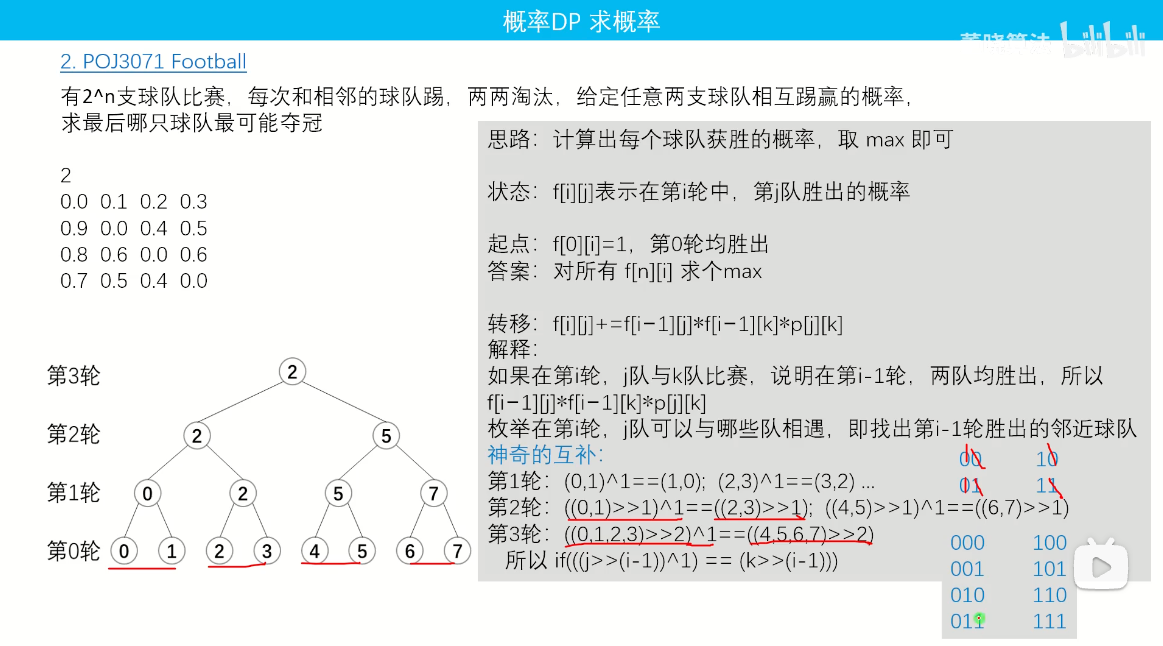 概率DP 求概率
董晓算法 bilibili
2. POJ3071 Football
有2^n支球队比赛，每次和相邻的球队踢，两两淘汰，给定任意两支球队相互踢赢的概率，
求最后哪只球队最可能夺冠
2
0.0 0.1 0.2 0.3
0.9 0.0 0.4 0.5
0.8 0.6 0.0 0.6
0.7 0.5 0.4 0.0
第3轮 2
第2轮 2 5
第1轮 0 2 5 7
第0轮 0 1 2 3 4 5 6 7
思路：计算出每个球队获胜的概率，取 max 即可
状态：f[i][j]表示在第i轮中，第j队胜出的概率
起点：f[0][i]=1，第0轮均胜出
答案：对所有 f[n][i] 求个max
转移：f[i][j]+=f[i−1][j]*f[i−1][k]*p[j][k]
解释：
如果在第i轮，j队与k队比赛，说明在第i-1轮，两队均胜出，所以
f[i−1][j]*f[i−1][k]*p[j][k]
枚举在第i轮，j队可以与哪些队相遇，即找出第i-1轮胜出的邻近球队
神奇的互补：
第1轮：(0,1)^1==(1,0); (2,3)^1==(3,2) ...
第2轮：((0,1)>>1)^1==((2,3)>>1); ((4,5)>>1)^1==((6,7)>>1)
第3轮：((0,1,2,3)>>2)^1==((4,5,6,7)>>2)
所以 if(((j>>(i-1))^1) == (k>>(i-1)))
00 10
01 11
000 100
001 101
010 110
011 111